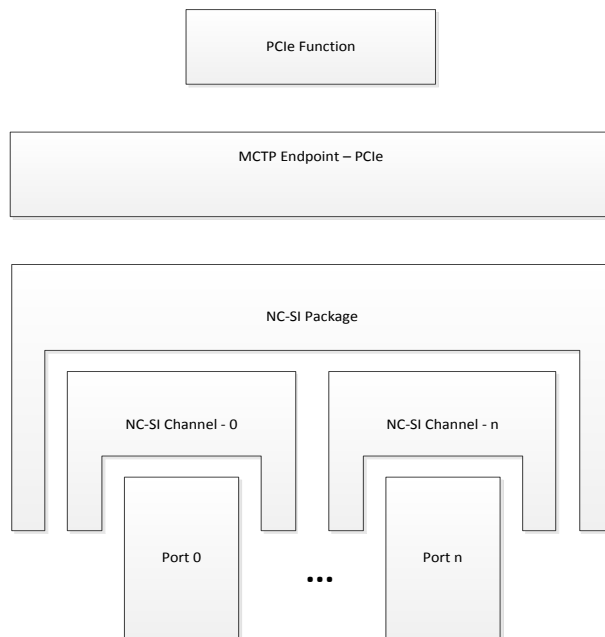 PCIe Function
MCTP Endpoint – PCIe
NC-SI Package
NC-SI Channel - 0
NC-SI Channel - n
Port 0
...
Port n